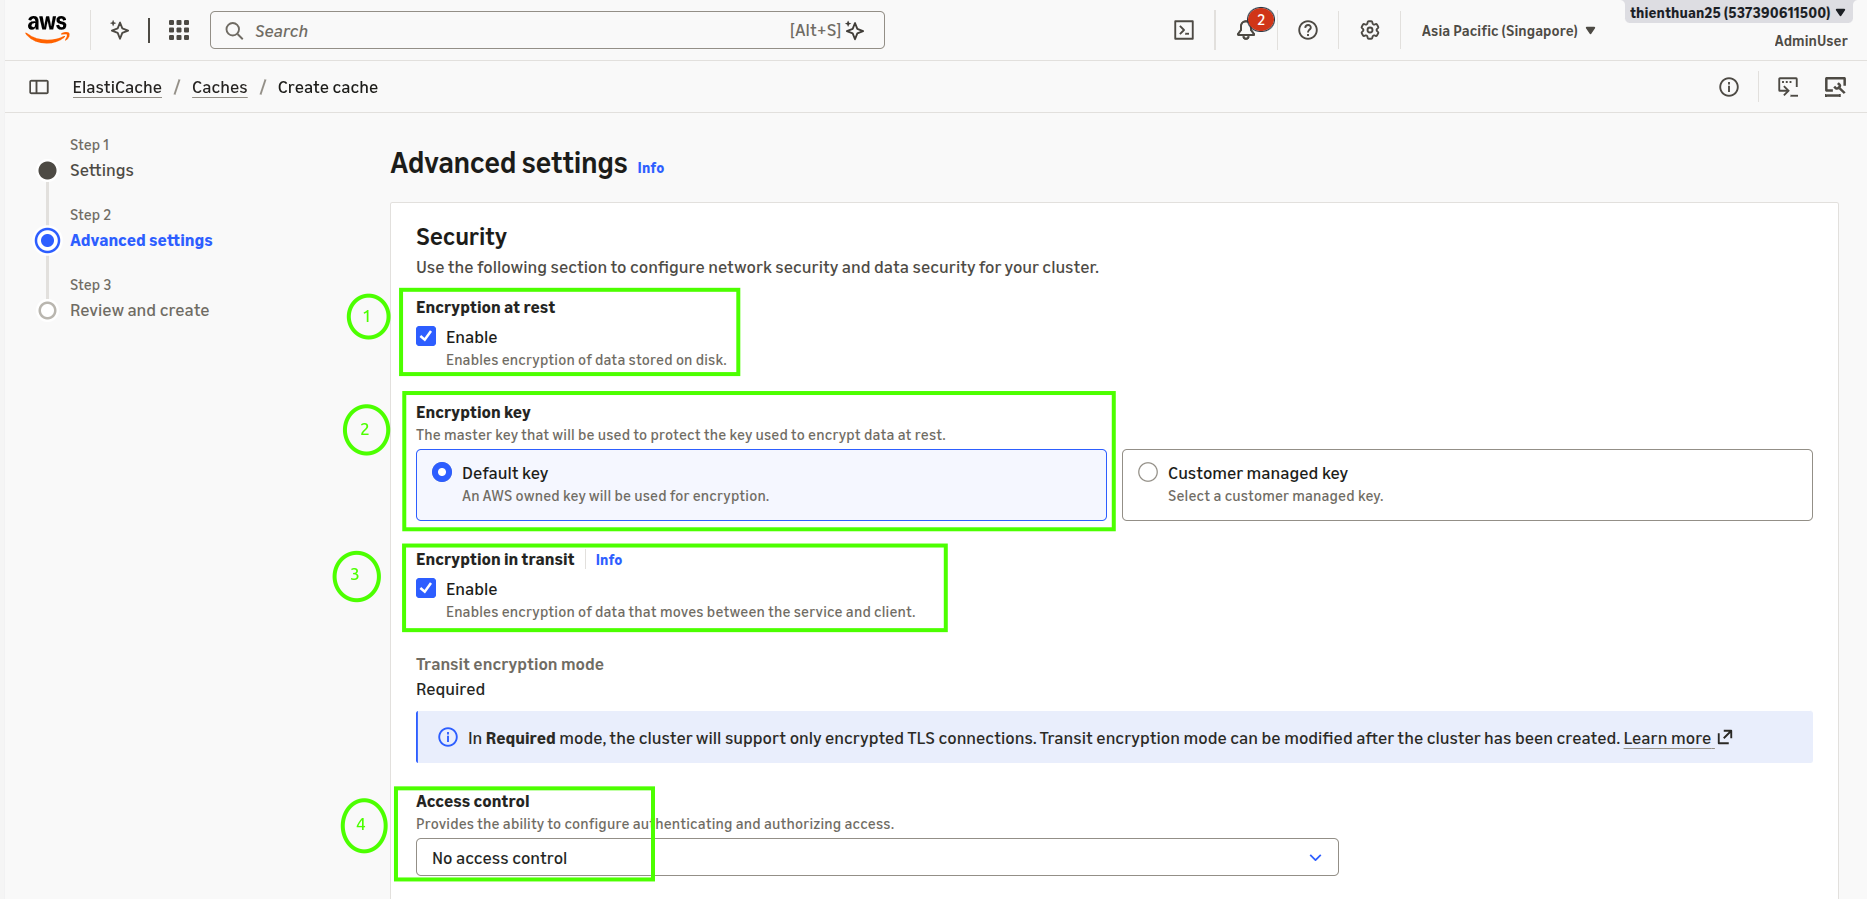 aws
Search
[Alt+S]
2
Asia Pacific (Singapore)
thienthuan25 (537390611500)
AdminUser
ElastiCache / Caches / Create cache
Step 1
Settings
Step 2
Advanced settings
Step 3
Review and create
Advanced settings Info
Security
Use the following section to configure network security and data security for your cluster.
1
Encryption at rest
Enable
Enables encryption of data stored on disk.
2
Encryption key
The master key that will be used to protect the key used to encrypt data at rest.
Default key
An AWS owned key will be used for encryption.
Customer managed key
Select a customer managed key.
3
Encryption in transit Info
Enable
Enables encryption of data that moves between the service and client.
Transit encryption mode
Required
In Required mode, the cluster will support only encrypted TLS connections. Transit encryption mode can be modified after the cluster has been created. Learn more
4
Access control
Provides the ability to configure authenticating and authorizing access.
No access control